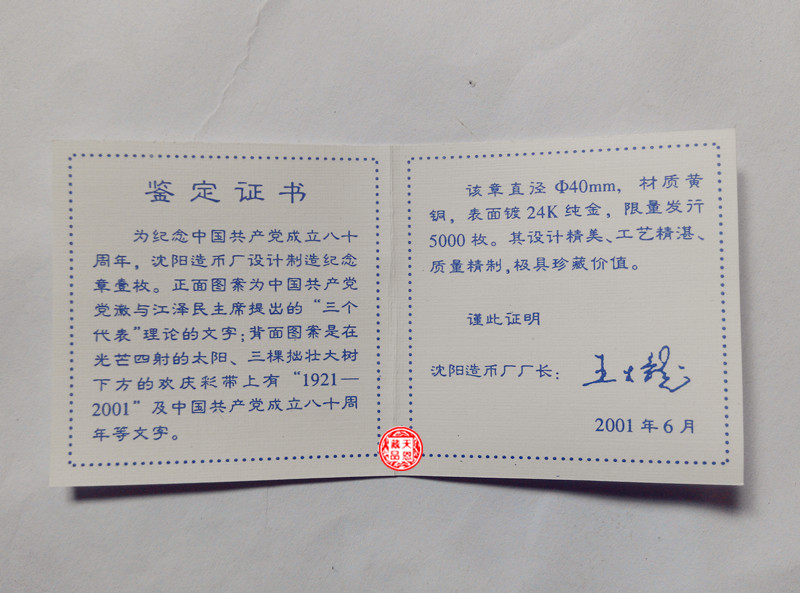 鉴定证书
为纪念中国共产党成立八十
周年，沈阳造币厂设计制造纪念
章壹枚。正面图案为中国共产党
党徽与江泽民主席提出的“三个
代表”理论的文字；背面图案是在
光芒四射的太阳、三棵拙壮大树
下方的欢庆彩带上有“1921—
2001”及中国共产党成立八十周
年等文字。
该章直径Φ40mm，材质黄
铜，表面镀24K纯金，限量发行
5000枚。其设计精美、工艺精湛、
质量精制，极具珍藏价值。
谨此证明
沈阳造币厂厂长：
2001年6月
天恩藏品